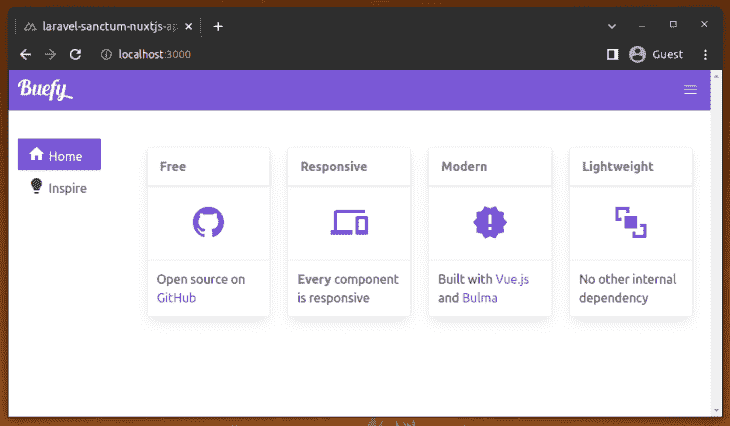 laravel-sanctum-nuxtjs-ap
localhost:3000
Guest
Buefy
Home
Inspire
Free
Responsive
Modern
Lightweight
Open source on
GitHub
Every component
is responsive
Built with Vue.js
and Bulma
No other internal
dependency